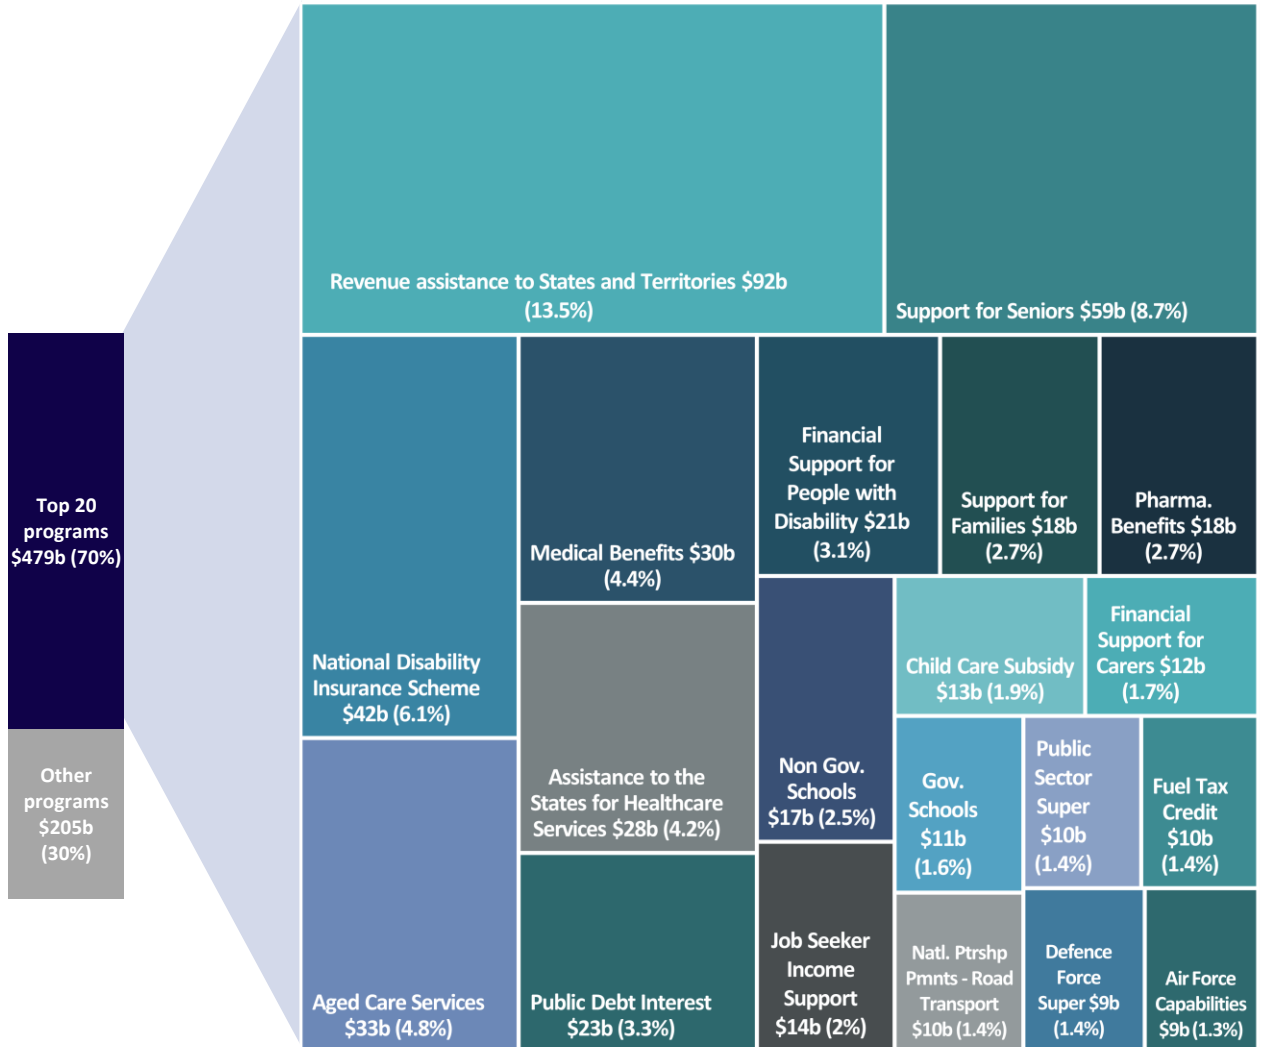 Top 20
programs
$479b (70%)
Other
programs
$205b
(30%)
Revenue assistance to States and Territories $92b
(13.5%)
Support for Seniors $59b (8.7%)
National Disability
Insurance Scheme
$42b (6.1%)
Aged Care Services
$33b (4.8%)
Medical Benefits $30b
(4.4%)
Assistance to the
States for Healthcare
Services $28b (4.2%)
Public Debt Interest
$23b (3.3%)
Financial
Support for
People with
Disability $21b
(3.1%)
Support for
Families $18b
(2.7%)
Pharma.
Benefits $18b
(2.7%)
Non Gov.
Schools
$17b (2.5%)
Job Seeker
Income
Support
$14b (2%)
Child Care Subsidy
$13b (1.9%)
Financial
Support for
Carers $12b
(1.7%)
Gov.
Schools
$11b
(1.6%)
Public
Sector
Super
$10b
(1.4%)
Fuel Tax
Credit
$10b
(1.4%)
Natl. Ptrshp
Pmnts - Road
Transport
$10b (1.4%)
Defence
Force
Super $9b
(1.4%)
Air Force
Capabilities
$9b (1.3%)